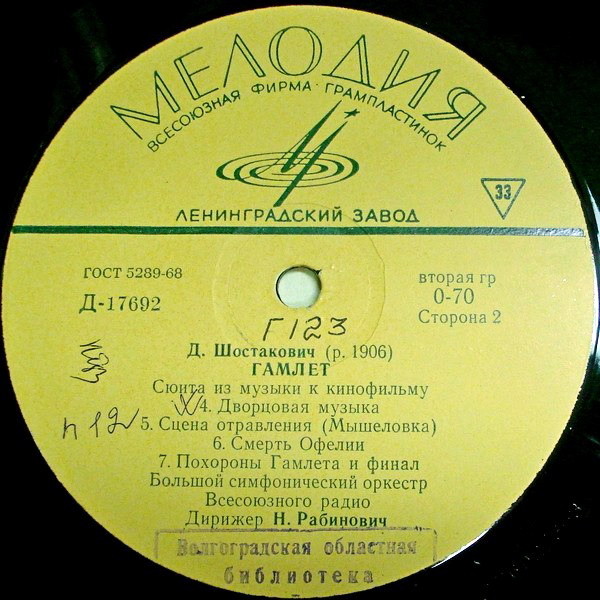 МЕЛОДИЯ
ВСЕСОЮЗНАЯ ФИРМА · ГРАМПЛАСТИНОК
ЛЕНИНГРАДСКИЙ ЗАВОД
33
ГОСТ 5289-68
Д-17692
вторая гр
0-70
Сторона 2
Г123
Д. Шостакович (р. 1906)
ГАМЛЕТ
Сюита из музыки к кинофильму
4. Дворцовая музыка
5. Сцена отравления (Мышеловка)
6. Смерть Офелии
7. Похороны Гамлета и финал
Большой симфонический оркестр
Всесоюзного радио
Дирижер Н. Рабинович
Волгоградская областная
библиотека